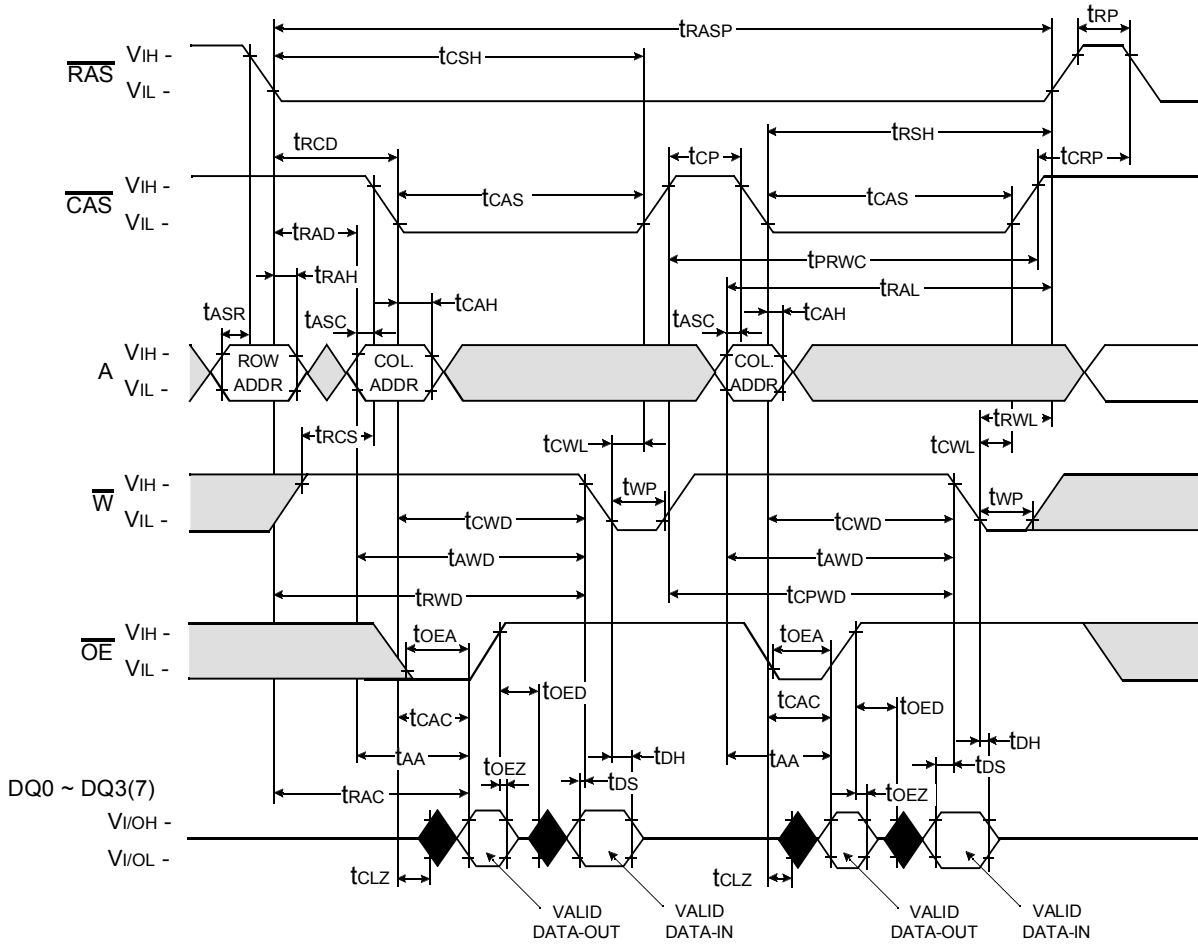 tRASP
tRP
VIH -
tCSH
RAS
VIL -
tRCD
tRSH
tCP
tCRP
VIH -
CAS
tCAS
tCAS
VIL -
tRAD
tPRWC
tRAH
tRAL
tASR
tASC
tCAH
tASC
tCAH
VIH -
A
ROW
ADDR
COL.
ADDR
COL.
ADDR
VIL -
tRCS
tCWL
tRWL
tCWL
VIH -
W
tWP
tWP
VIL -
tCWD
tCWD
tAWD
tAWD
tRWD
tCPWD
VIH -
OE
tOEA
tOEA
VIL -
tOED
tOED
tCAC
tCAC
tDH
tDH
tAA
tAA
tOEZ
tDS
tOEZ
tDS
DQ0 ~ DQ3(7)
tRAC
VI/OH -
VI/OL -
tCLZ
tCLZ
VALID
DATA-OUT
VALID
DATA-IN
VALID
DATA-OUT
VALID
DATA-IN